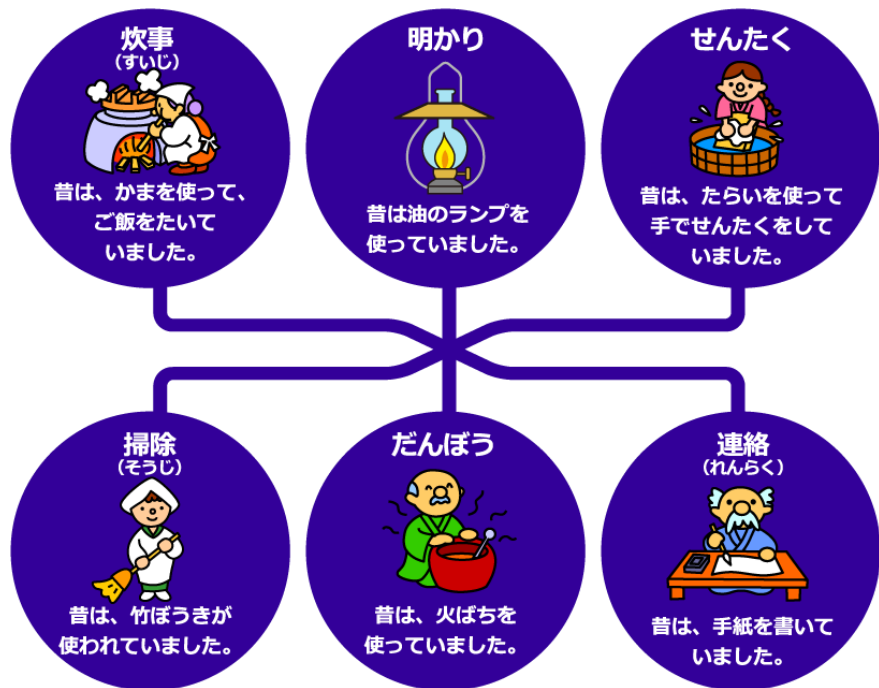 炊事
（すいじ）
昔は、かまを使って、
ご飯をたいて
いました。
明かり
昔は油のランプを
使っていました。
せんたく
昔は、たらいを使って
手でせんたくをして
いました。
掃除
（そうじ）
昔は、竹ぼうきが
使われていました。
だんぼう
昔は、火ばちを
使っていました。
連絡
（れんらく）
昔は、手紙を書いて
いました。